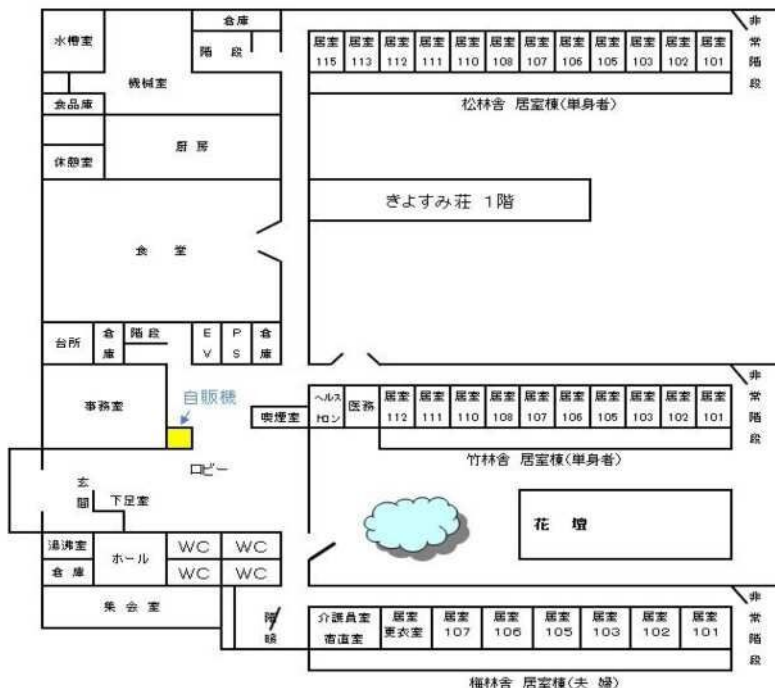 倉庫
水槽室
階 段
機械室
食品庫
厨 房
休憩室
食 堂
居室 居室 居室 居室 居室 居室 居室 居室 居室 居室 居室 居室
115 113 112 111 110 108 107 106 105 103 102 101
非常階段
松林舎 居室棟(単身者)
きよすみ荘 1階
台所
倉庫
階段
EV
PS
倉庫
事務室
自販機
喫煙室
ヘルストロン
医務
居室 居室 居室 居室 居室 居室 居室 居室 居室
112 111 110 108 107 106 105 103 102 101
非常階段
竹林舎 居室棟(単身者)
ロビー
玄関
下足室
花 壇
湯沸室
ホール
WC WC
倉庫
WC WC
集会室
階段
介護員室
宿直室
居室
更衣室
居室 居室 居室 居室 居室 居室
107 106 105 103 102 101
非常階段
梅林舎 居室棟(夫 婦)